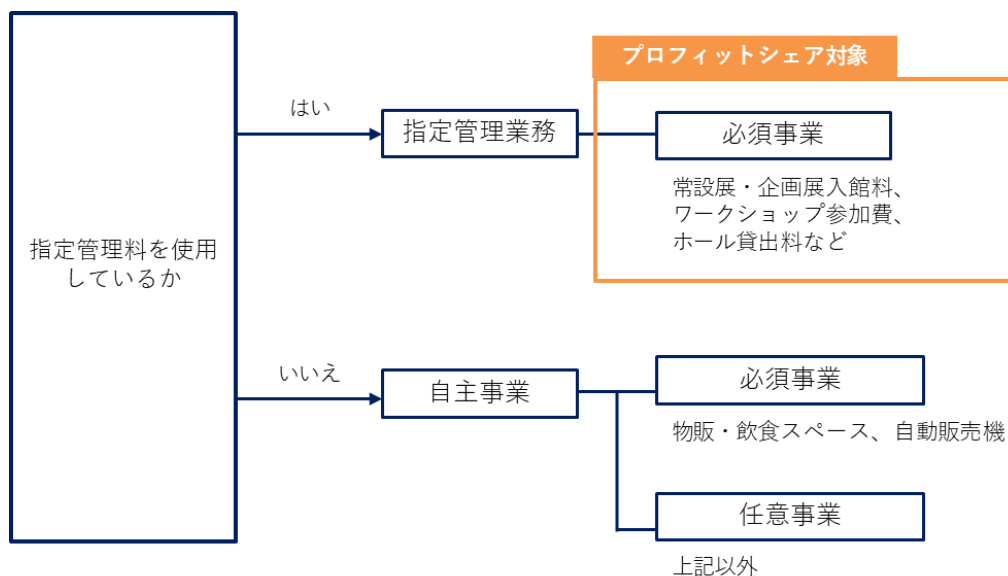 プロフィットシェア対象
はい
指定管理業務
必須事業
常設展・企画展入館料、
ワークショップ参加費、
ホール貸出料など
指定管理料を使用
しているか
いいえ
自主事業
必須事業
物販・飲食スペース、自動販売機
任意事業
上記以外